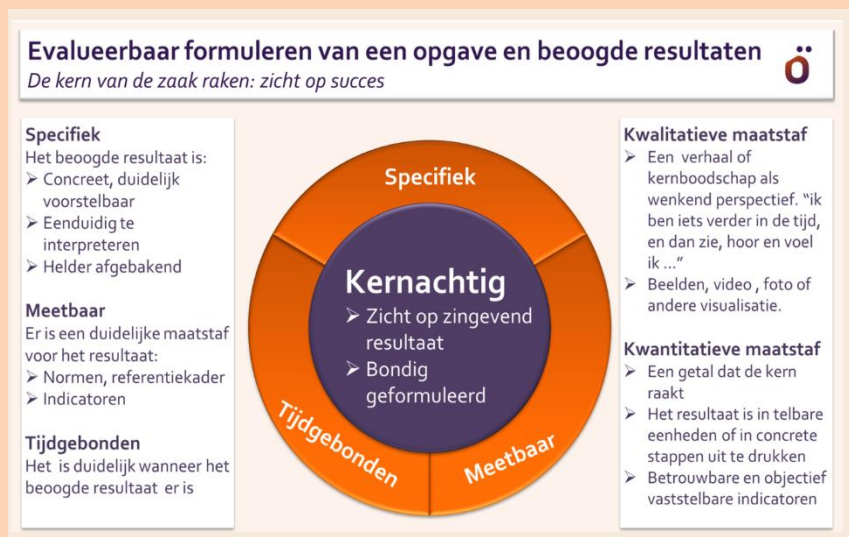 Evalueerbaar formuleren van een opgave en beoogde resultaten
De kern van de zaak raken: zicht op succes
ö
Specifiek
Het beoogde resultaat is:
➢ Concreet, duidelijk
voorstelbaar
➢ Eenduidig te
interpreteren
➢ Helder afgebakend
Meetbaar
Er is een duidelijke maatstaf
voor het resultaat:
➢ Normen, referentiekader
➢ Indicatoren
Tijdgebonden
Het is duidelijk wanneer het
beoogde resultaat er is
Specifiek
Kernachtig
➢ Zicht op zingevend
resultaat
➢ Bondig
geformuleerd
Tijdgebonden
Meetbaar
Kwalitatieve maatstaf
➢ Een verhaal of
kernboodschap als
wenkend perspectief. “ik
ben iets verder in de tijd,
en dan zie, hoor en voel
ik ...”
➢ Beelden, video , foto of
andere visualisatie.
Kwantitatieve maatstaf
➢ Een getal dat de kern
raakt
➢ Het resultaat is in telbare
eenheden of in concrete
stappen uit te drukken
➢ Betrouwbare en objectief
vaststelbare indicatoren